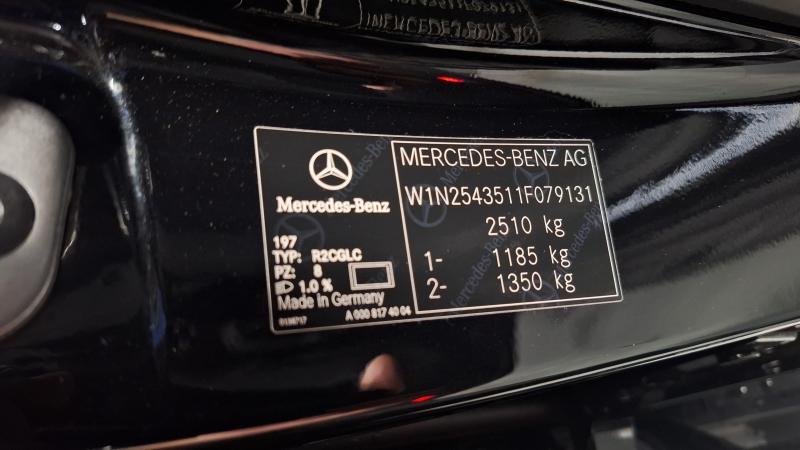 Mercedes-Benz
197
TYP: R2CGLC
PZ: 8
1.0 %
Made in Germany
A 000 817 40 04
MERCEDES-BENZ AG
W1N2543511F079131
2510 kg
1- 1185 kg
2- 1350 kg